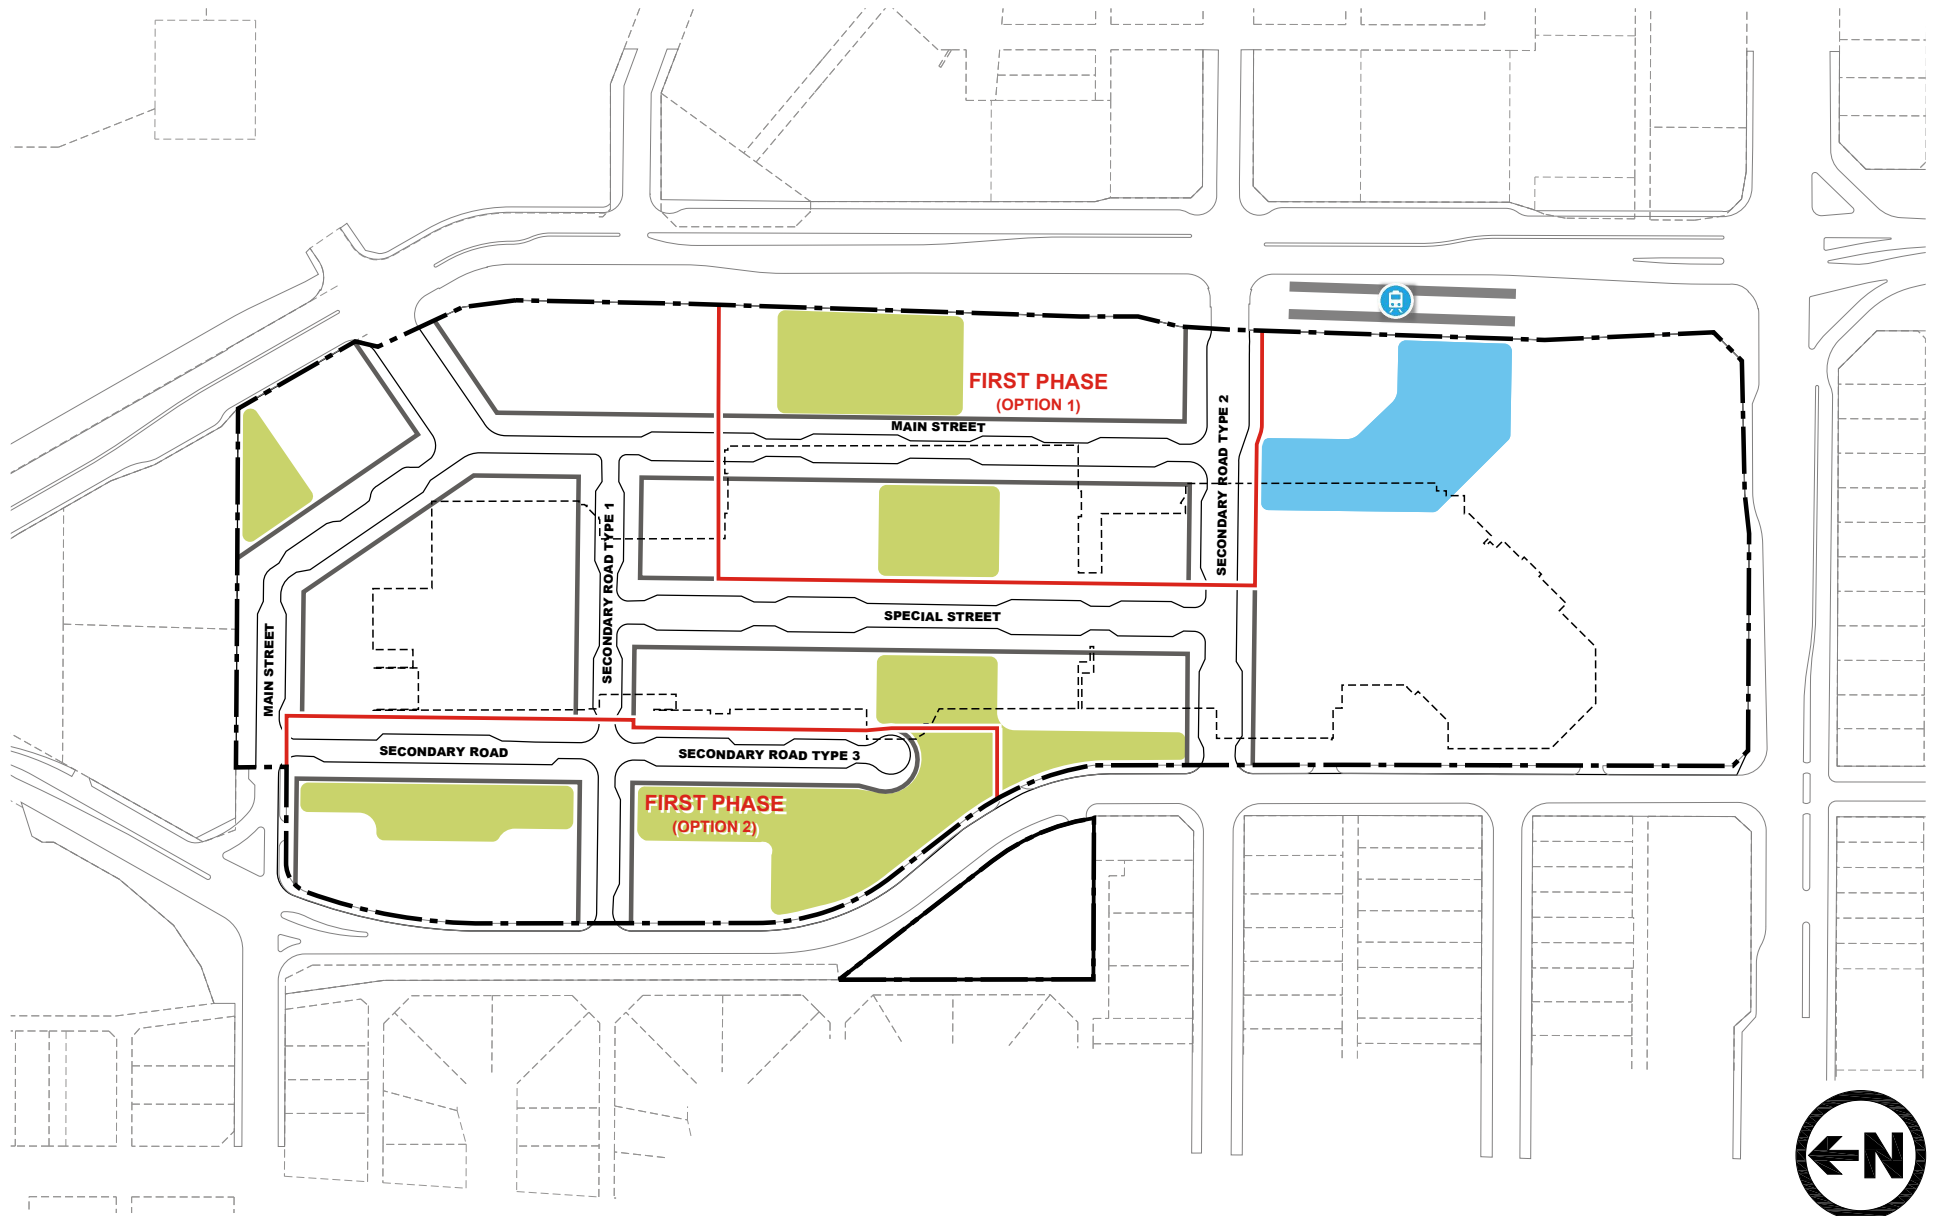 FIRST PHASE
(OPTION 1)
MAIN STREET
SECONDARY ROAD TYPE 2
SECONDARY ROAD TYPE 1
SPECIAL STREET
MAIN STREET
SECONDARY ROAD
SECONDARY ROAD TYPE 3
FIRST PHASE
(OPTION 2)
N